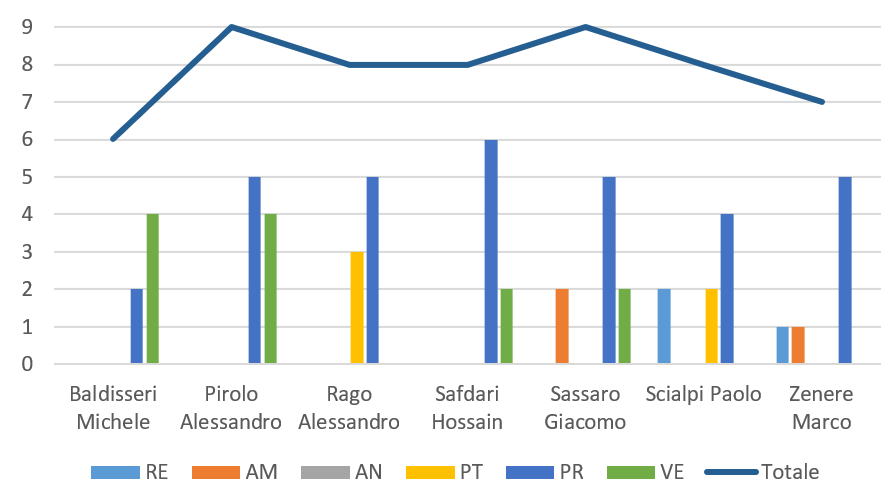 9
8
7
6
5
4
3
2
1
0
Baldisseri Michele
Pirolo Alessandro
Rago Alessandro
Safdari Hossain
Sassaro Giacomo
Scialpi Paolo
Zenere Marco
RE AM AN PT PR VE Totale